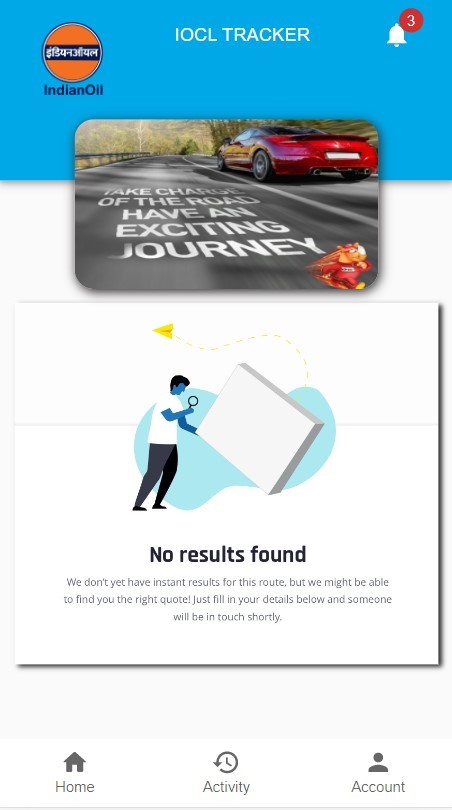 IOCL TRACKER
3
इंडियनऑयल
IndianOil
TAKE CHARGE
OF THE ROAD
HAVE AN
EXCITING
JOURNEY
No results found
We don't yet have instant results for this route, but we might be able
to find you the right quote! Just fill in your details below and someone
will be in touch shortly.
Home
Activity
Account